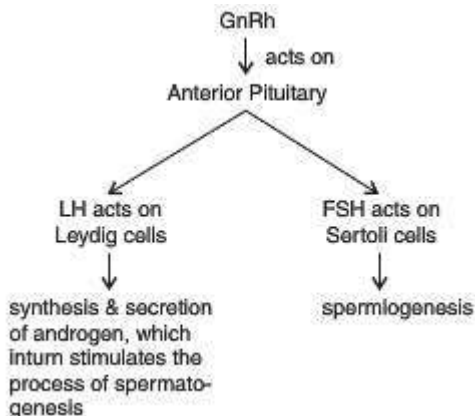 GnRh
acts on
Anterior Pituitary
LH acts on
Leydig cells
FSH acts on
Sertoli cells
synthesis & secretion
of androgen, which
inturn stimulates the
process of spermato-
genesis
spermiogenesis